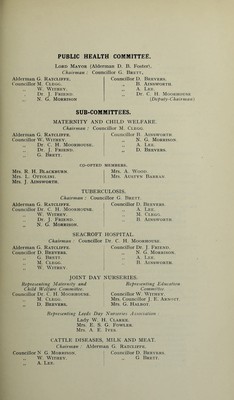 PUBLIC HEALTH COMMITTEE.
Lord Mayor (Alderman D. B. Foster).
Chairman : Councillor G. Brett.
Alderman G. Ratcliffe. Councillor D. Beevers.
Councillor M. Clegg. ,, B. Ainsworth.
,, W. Withey. ,, A. Lee.
,, Dr. J. Friend. ,, Dr. C. H. Moorhouse
,, N. G. Morrison (Deputy-Chairman)
SUB-COMMITTEES.
MATERNITY AND CHILD WELFARE.
Chairman : Councillor M. Clegg.
Alderman G. Ratcliffe. Councillor B. Ainsworth.
Councillor W. Withey. ,, N. G. Morrison.
,, Dr. C. H. Moorhouse. ,, A. Lee.
,, Dr. J. Friend. ,, D. Beevers.
,, G. Brett.
CO-OPTED MEMBERS.
Mrs. B. H. Blackburn. Mrs. A. Wood.
Mrs. L. Ottolini. Mrs. Adaevy Barran.
Mrs. J. Ainsworth.
TUBERCULOSIS.
Chairman : Councillor G. Brett.
Alderman G. Ratcliffe. Councillor D. Beevers.
Councillor Dr. C. H. Moorhouse. ,, A. Lee.
,, W. Withey. ,, M. Clegg.
,, Dr. J. Friend. ,, B. Ainsworth.
,, N. G. Morrison.
SEACROFT HOSPITAL.
Chairman : Councillor Dr. C. H. Moorhouse.
Alderman G. Ratcliffe. Councillor Dr. J. Friend.
Councillor D. Beevers. ,, N. G. Morrison.
,, G. Brett. ,, A. Lee.
,, M. Clegg. ,, B. Ainsworth.
,, W. Withey.
JOINT DAY NURSERIES.
Representing Maternity and Representing Education
Child Welfare Committee. Committee.
Councillor Dr. C. H. Moorhouse. Councillor W. Withey.
,, M. Clegg. Mrs. Councillor J. E. Arnott.
,, D. Beevers. Mrs. G. Halbot.
Representing Leeds Day Nurseries Association
Lady W. H. Clarke.
Mrs. E. S. G. Fowler.
Mrs. A. E. Ives.
CATTLE DISEASES, MILK AND MEAT.
Chairman : Alderman G. Ratcliffe.
Councillor N. G. Morrison. Councillor D. Beevers.
,, W. Withey. ,, G. Brett.
,, A. Lee.